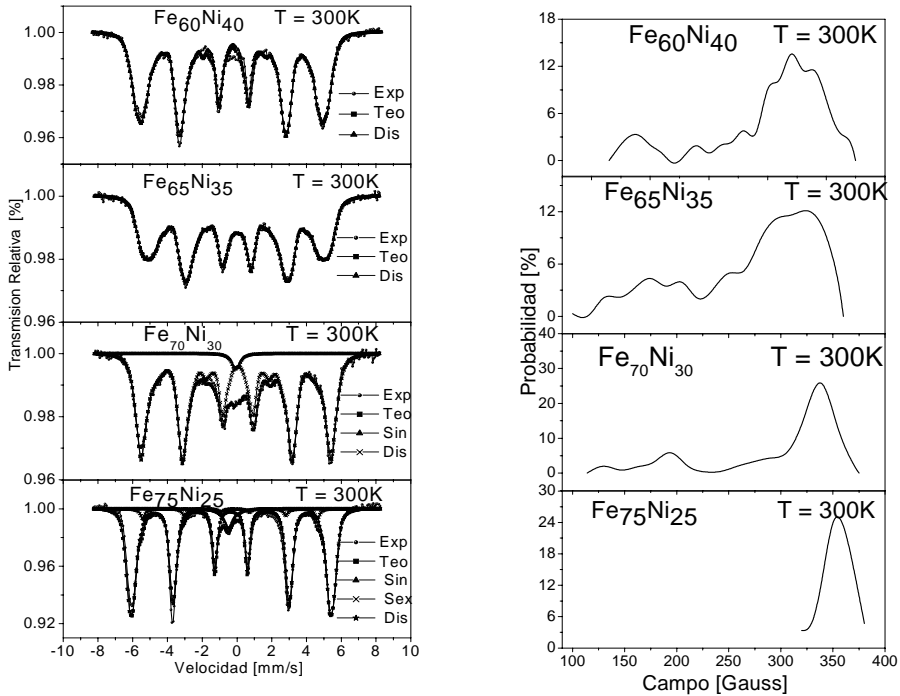 Fe60Ni40 T = 300K
1.00
0.98
0.96
Exp
Teo
Dis
Fe65Ni35 T = 300K
1.00
0.98
0.96
Exp
Teo
Dis
Fe70Ni30 T = 300K
1.00
0.98
0.96
Exp
Teo
Sin
Dis
Fe75Ni25 T = 300K
1.00
0.96
0.92
Exp
Teo
Sin
Sex
Dis
-10 -8 -6 -4 -2 0 2 4 6 8 10
Velocidad [mm/s]
Transmision Relativa [%]
18
Fe60Ni40 T = 300K
12
6
0
Fe65Ni35 T = 300K
12
6
0
40
Fe70Ni30 T = 300K
20
10
0
30
Fe75Ni25 T = 300K
24
18
12
6
0
100 150 200 250 300 350 400
Campo [Gauss]
Probabilidad [%]